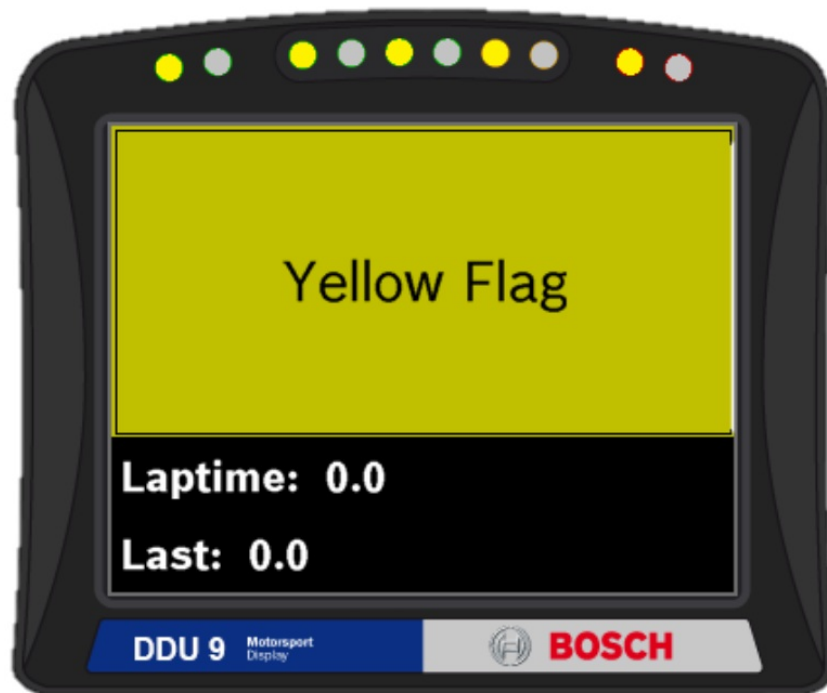 Yellow Flag
Laptime: 0.0
Last: 0.0
DDU 9 Motorsport
Display
BOSCH